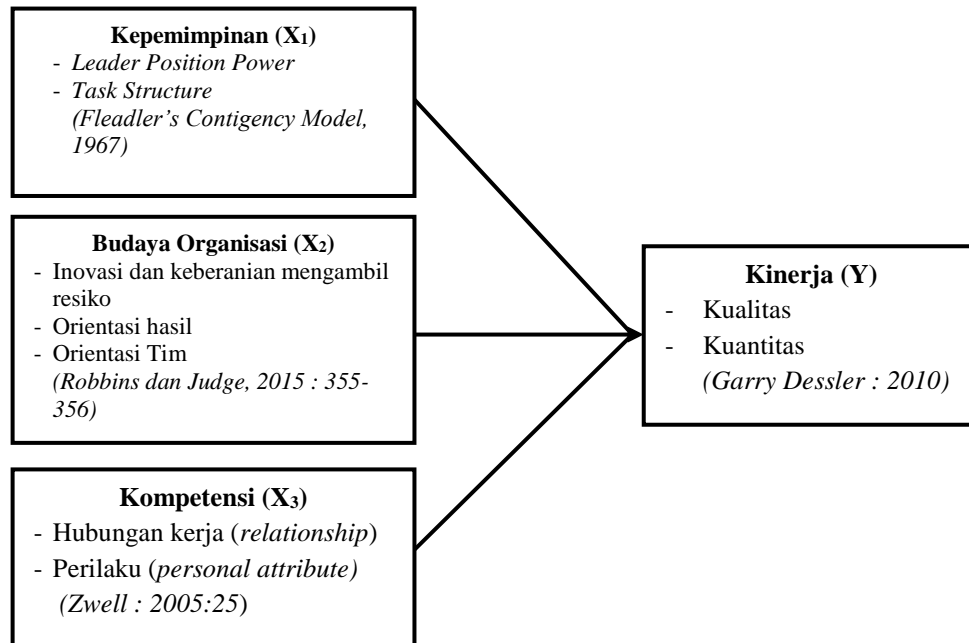 Kepemimpinan (X₁)
- Leader Position Power
- Task Structure
(Fleadler's Contigency Model,
1967)
Budaya Organisasi (X₂)
- Inovasi dan keberanian mengambil
resiko
- Orientasi hasil
- Orientasi Tim
(Robbins dan Judge, 2015 : 355-
356)
Kompetensi (X₃)
- Hubungan kerja (relationship)
- Perilaku (personal attribute)
(Zwell : 2005:25)
Kinerja (Y)
- Kualitas
- Kuantitas
(Garry Dessler : 2010)